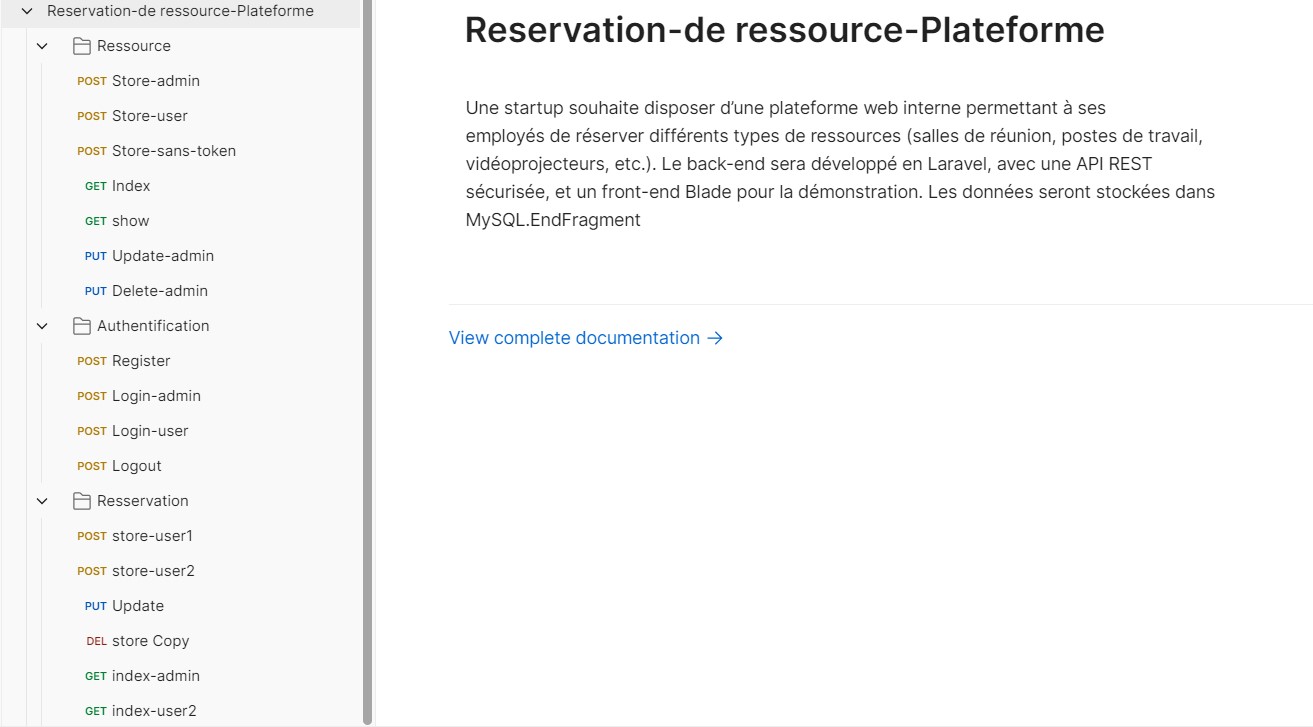 Reservation-de ressource-Plateforme
Ressource
POST Store-admin
POST Store-user
POST Store-sans-token
GET Index
GET show
PUT Update-admin
PUT Delete-admin
Authentification
POST Register
POST Login-admin
POST Login-user
POST Logout
Resservation
POST store-user1
POST store-user2
PUT Update
DEL store Copy
GET index-admin
GET index-user2
Reservation-de ressource-Plateforme
Une startup souhaite disposer d’une plateforme web interne permettant à ses
employés de réserver différents types de ressources (salles de réunion, postes de travail,
vidéoprojecteurs, etc.). Le back-end sera développé en Laravel, avec une API REST
sécurisée, et un front-end Blade pour la démonstration. Les données seront stockées dans
MySQL.EndFragment
View complete documentation →